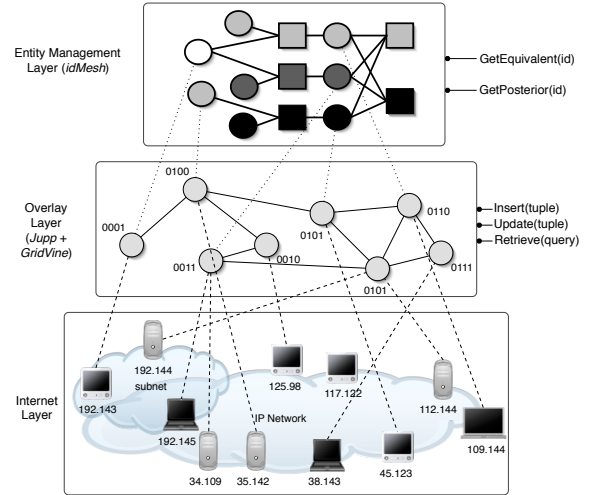 Entity Management
Layer (idMesh)
GetEquivalent(id)
GetPosterior(id)
Overlay
Layer
(Jupp +
GridVine)
0100
0001
0011
0010
0101
0110
0101
0111
Insert(tuple)
Update(tuple)
Retrieve(query)
Internet
Layer
192.144
subnet
192.143
192.145
IP Network
34.109
35.142
125.98
117.122
38.143
45.123
112.144
109.144